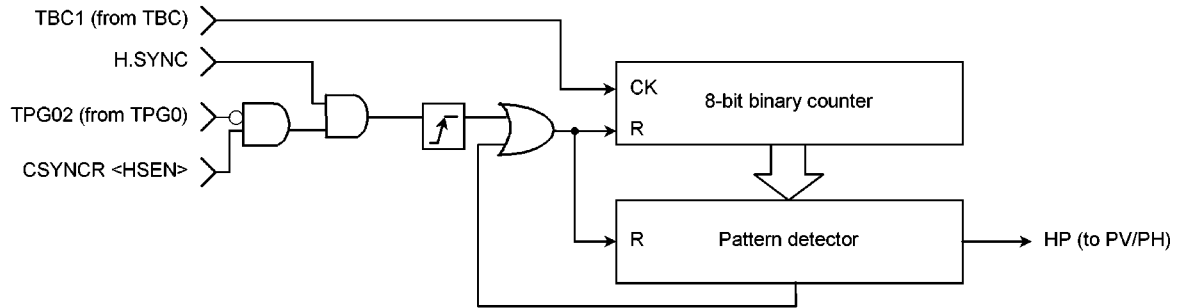 TBC1 (from TBC)
H.SYNC
TPG02 (from TPG0)
CSYNCR <HSEN>
CK
8-bit binary counter
R
R
Pattern detector
HP (to PV/PH)